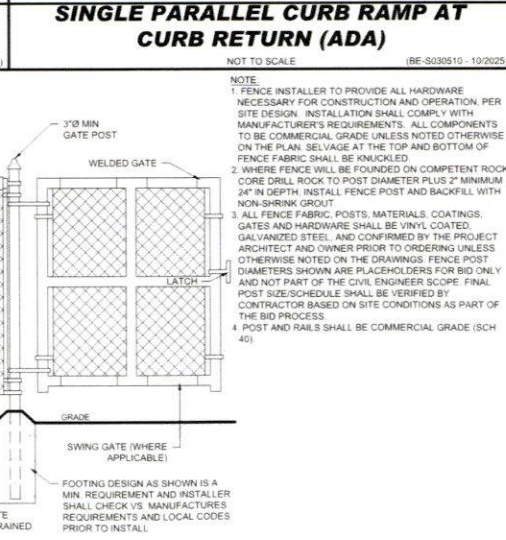 SINGLE PARALLEL CURB RAMP AT
CURB RETURN (ADA)
NOT TO SCALE
(BE-S030510 - 10/2025
3"Ø MIN
GATE POST
WELDED GATE
LATCH
GRADE
SWING GATE (WHERE
APPLICABLE)
FOOTING DESIGN AS SHOWN IS A
MIN. REQUIREMENT AND INSTALLER
SHALL CHECK VS. MANUFACTURES
REQUIREMENTS AND LOCAL CODES
PRIOR TO INSTALL
NOTE:
1. FENCE INSTALLER TO PROVIDE ALL HARDWARE
NECESSARY FOR CONSTRUCTION AND OPERATION, PER
SITE DESIGN. INSTALLATION SHALL COMPLY WITH
MANUFACTURER'S REQUIREMENTS. ALL COMPONENTS
TO BE COMMERCIAL GRADE UNLESS NOTED OTHERWISE
ON THE PLAN. SELVAGE AT THE TOP AND BOTTOM OF
FENCE FABRIC SHALL BE KNUCKLED.
2. WHERE FENCE WILL BE FOUNDED ON COMPETENT ROCK
CORE DRILL ROCK TO POST DIAMETER PLUS 2" MINIMUM
24" IN DEPTH. INSTALL FENCE POST AND BACKFILL WITH
NON-SHRINK GROUT
3. ALL FENCE FABRIC, POSTS, MATERIALS, COATINGS,
GATES AND HARDWARE SHALL BE VINYL COATED,
GALVANIZED STEEL, AND CONFIRMED BY THE PROJECT
ARCHITECT AND OWNER PRIOR TO ORDERING UNLESS
OTHERWISE NOTED ON THE DRAWINGS. FENCE POST
DIAMETERS SHOWN ARE PLACEHOLDERS FOR BID ONLY
AND NOT PART OF THE CIVIL ENGINEER SCOPE. FINAL
POST SIZE/SCHEDULE SHALL BE VERIFIED BY
CONTRACTOR BASED ON SITE CONDITIONS AS PART OF
THE BID PROCESS.
4. POST AND RAILS SHALL BE COMMERCIAL GRADE (SCH
40)